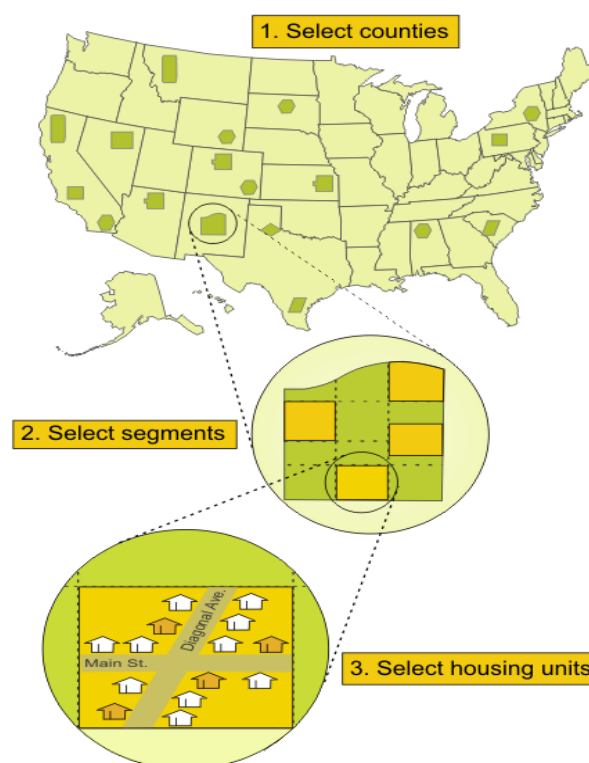 1. Select counties
2. Select segments
Diagonal Ave.
Main St.
3. Select housing units